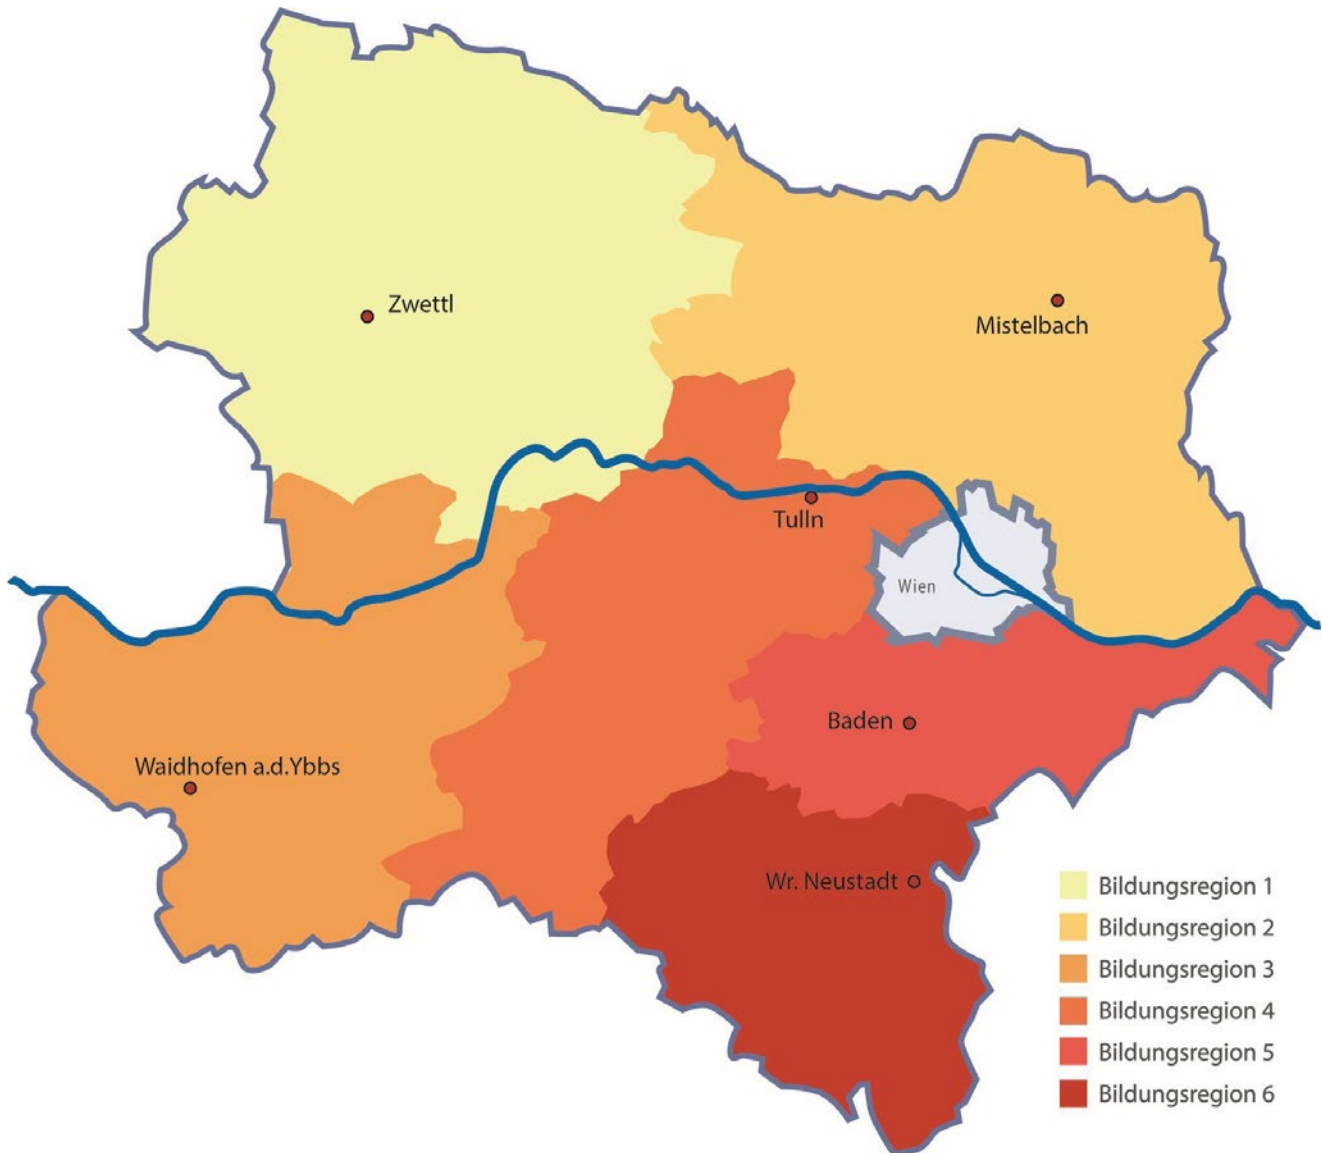 Zwettl
Mistelbach
Tulln
Wien
Baden
Waidhofen a.d.Ybbs
Wr. Neustadt
Bildungsregion 1
Bildungsregion 2
Bildungsregion 3
Bildungsregion 4
Bildungsregion 5
Bildungsregion 6